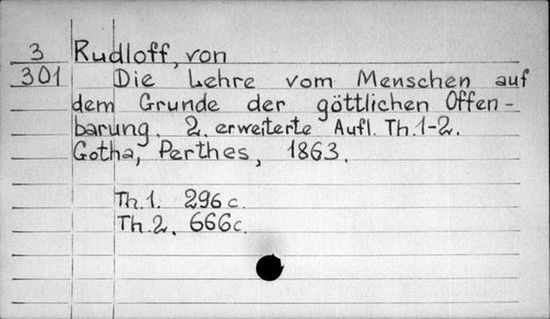 3 Rudloff, von
301 Die Lehre vom Menschen auf
dem Grunde der göttlichen Offen-
barung. 2. erweiterte Aufl. Th. 1-2.
Gotha, Perthes, 1863.
Th. 1. 296 c.
Th. 2. 666 c.